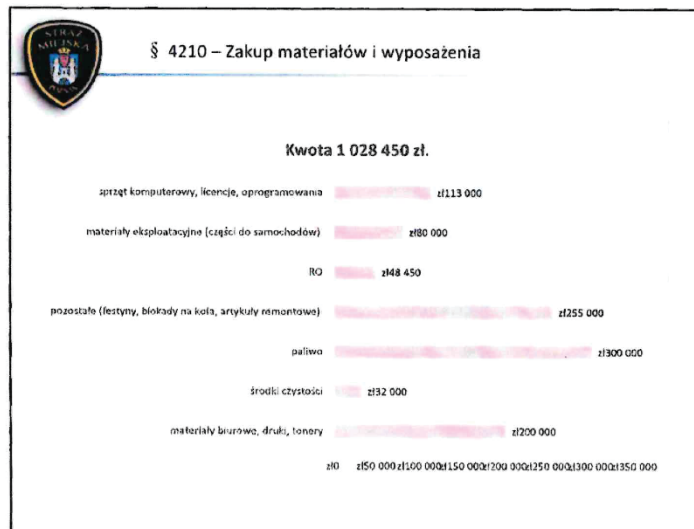 STRAŻ
MIEJSKA
POZNAŃ
§ 4210 – Zakup materiałów i wyposażenia
Kwota 1 028 450 zł.
sprzęt komputerowy, licencje, oprogramowania zł113 000
materiały eksploatacyjne (części do samochodów) zł80 000
RO zł48 450
pozostałe (festyny, blokady na koła, artykuły remontowe) zł255 000
paliwo zł300 000
środki czystości zł32 000
materiały biurowe, druki, tonery zł200 000
zł0 zł50 000 zł100 000 zł150 000 zł200 000 zł250 000 zł300 000 zł350 000